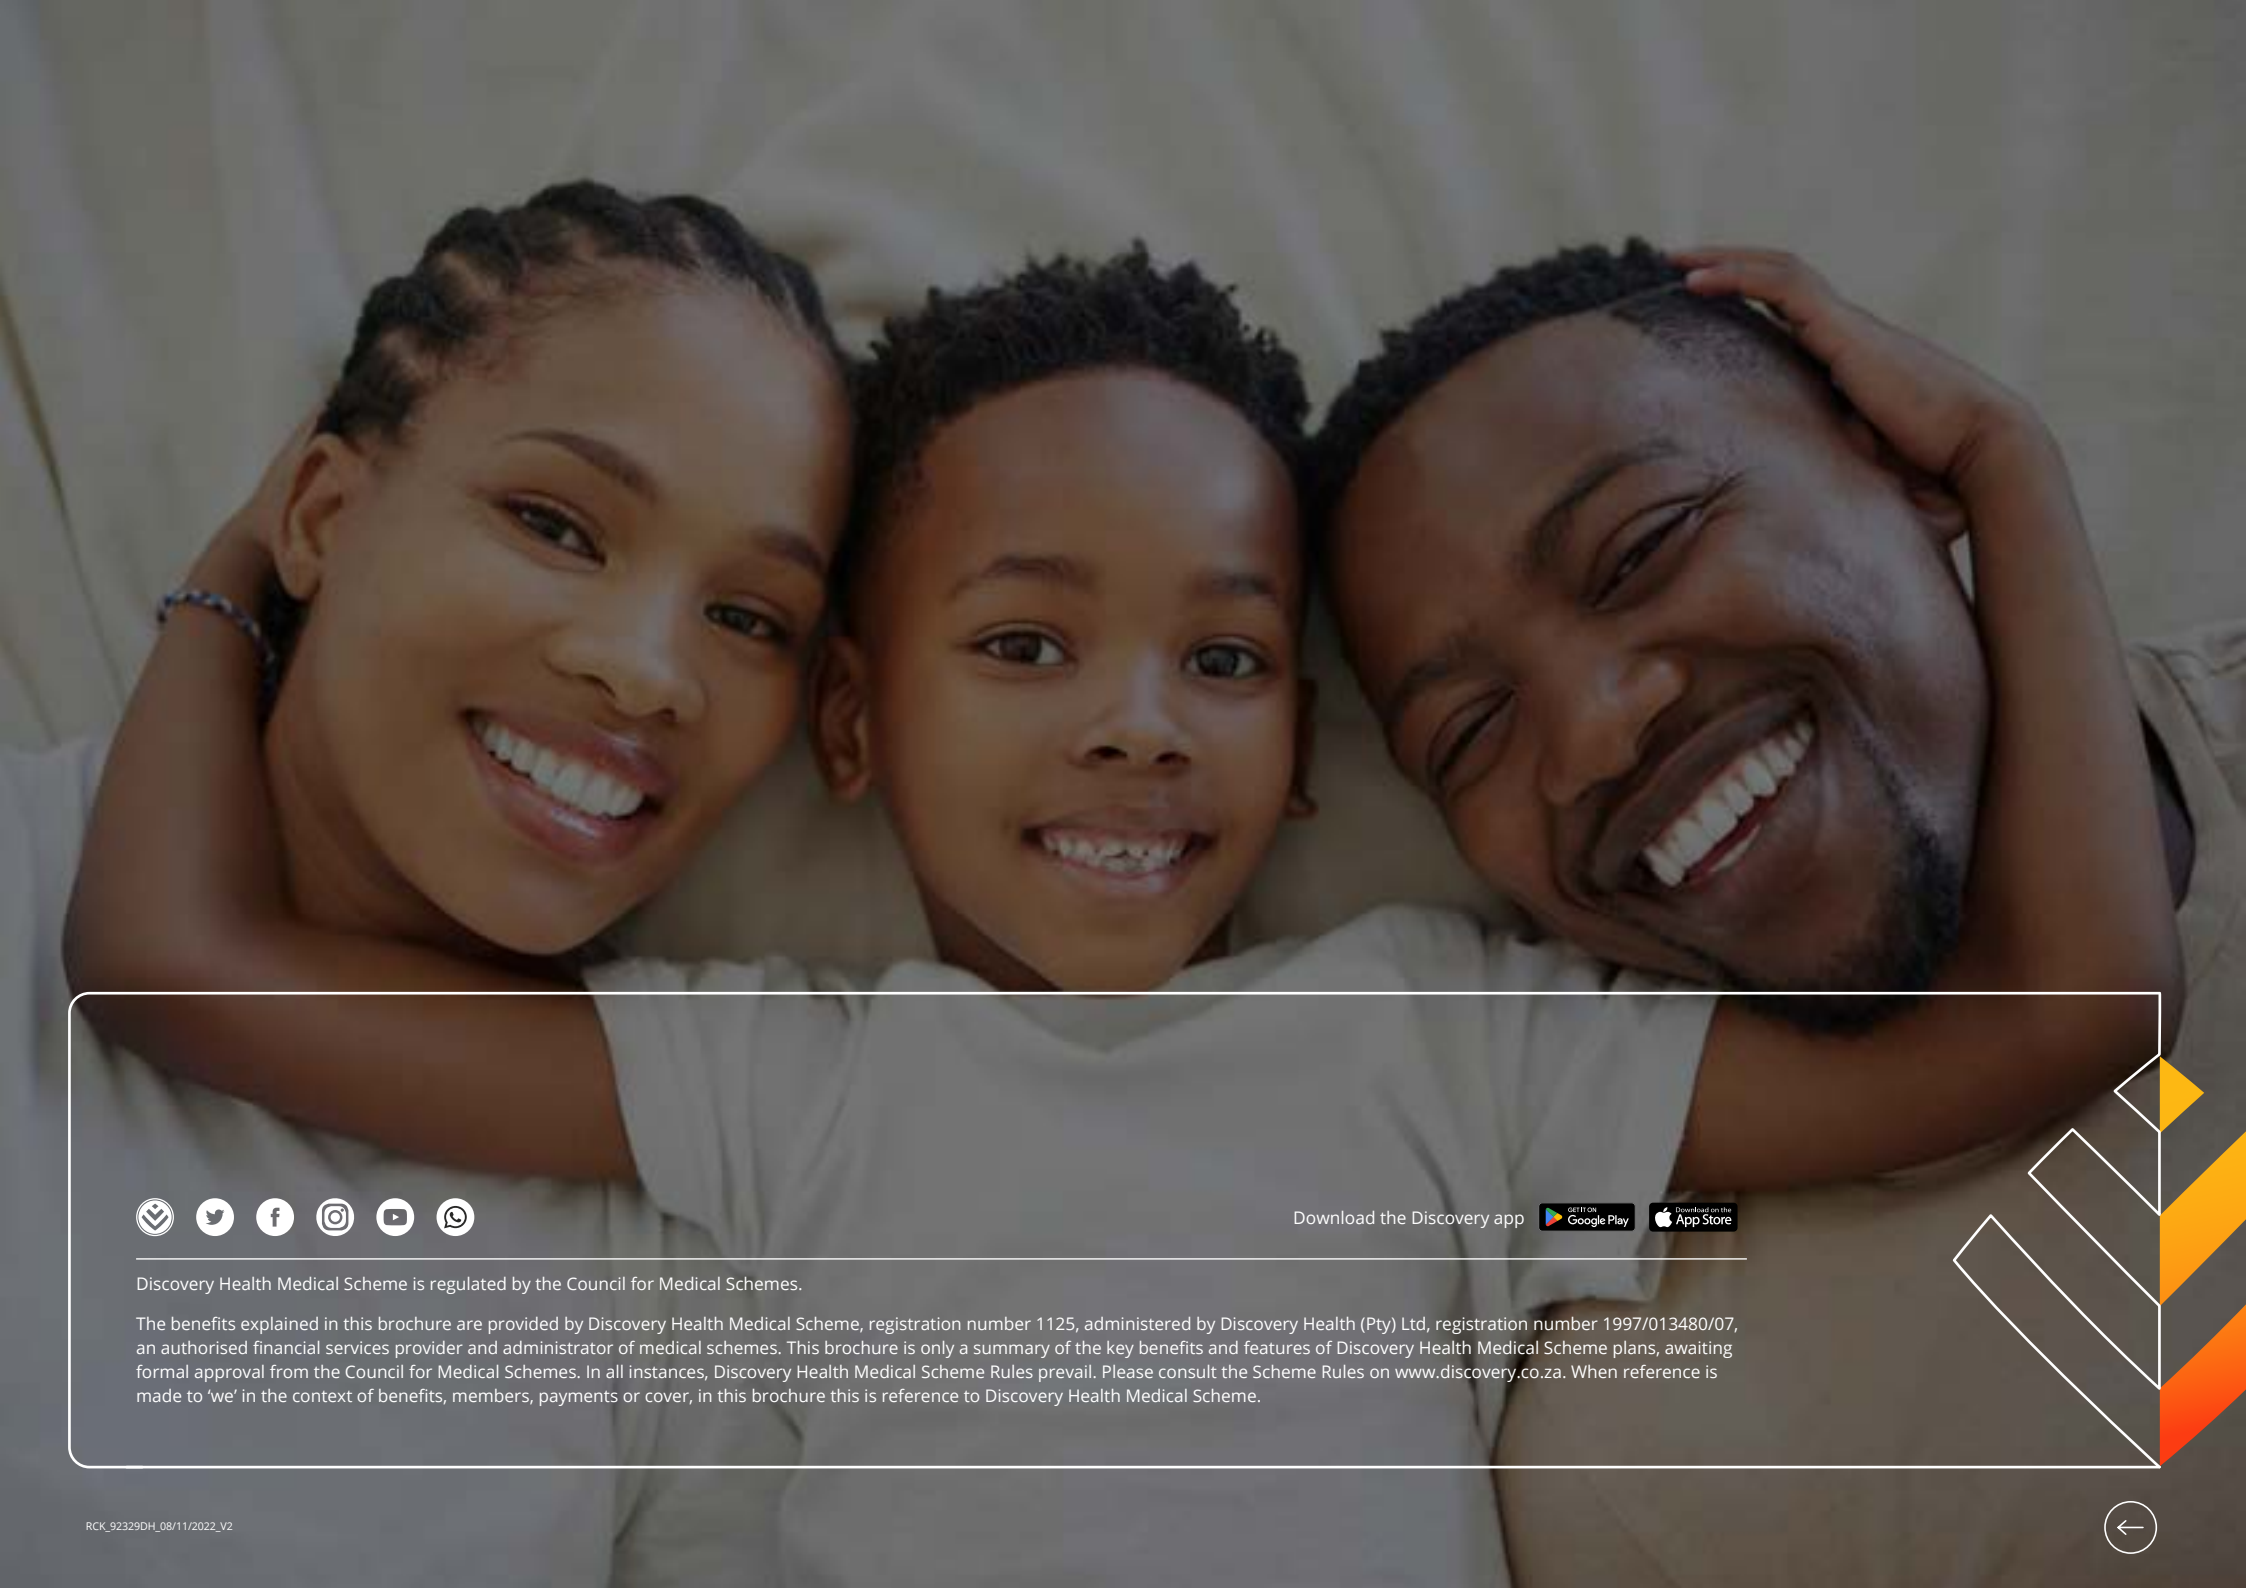 Download the Discovery app
GET IT ON
Google Play
Download on the
App Store
Discovery Health Medical Scheme is regulated by the Council for Medical Schemes.
The benefits explained in this brochure are provided by Discovery Health Medical Scheme, registration number 1125, administered by Discovery Health (Pty) Ltd, registration number 1997/013480/07,
an authorised financial services provider and administrator of medical schemes. This brochure is only a summary of the key benefits and features of Discovery Health Medical Scheme plans, awaiting
formal approval from the Council for Medical Schemes. In all instances, Discovery Health Medical Scheme Rules prevail. Please consult the Scheme Rules on www.discovery.co.za. When reference is
made to ‘we’ in the context of benefits, members, payments or cover, in this brochure this is reference to Discovery Health Medical Scheme.
RCK_92329DH_08/11/2022_V2